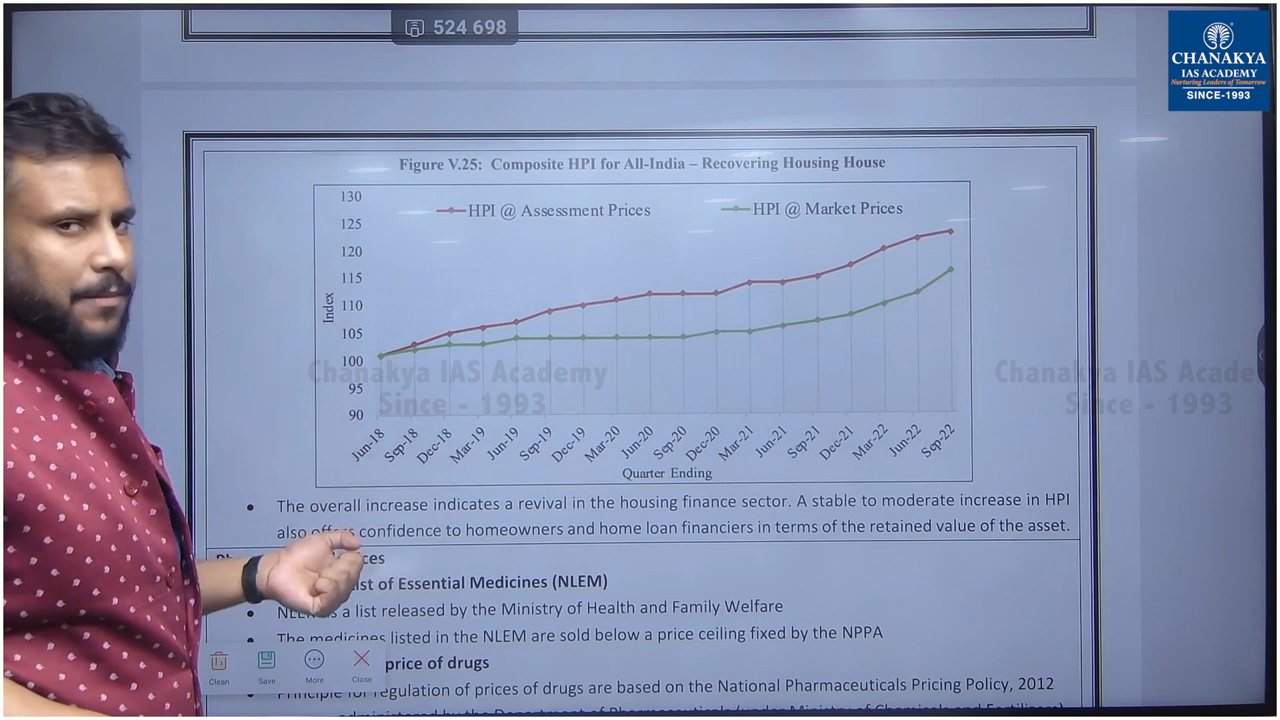 524 698
CHANAKYA
IAS ACADEMY
Nurturing Leaders of Tomorrow
SINCE-1993
Figure V.25: Composite HPI for All-India – Recovering Housing House
HPI @ Assessment Prices
HPI @ Market Prices
130
125
120
115
110
105
100
95
90
Index
Jun-18
Sep-18
Dec-18
Mar-19
Jun-19
Sep-19
Dec-19
Mar-20
Jun-20
Sep-20
Dec-20
Mar-21
Jun-21
Sep-21
Dec-21
Mar-22
Jun-22
Sep-22
Quarter Ending
Chanakya IAS Academy
Since - 1993
Chanakya IAS Acade
Since - 1993
• The overall increase indicates a revival in the housing finance sector. A stable to moderate increase in HPI
also offers confidence to homeowners and home loan financiers in terms of the retained value of the asset.
of Essential Medicines (NLEM)
• a list released by the Ministry of Health and Family Welfare
• The medicines listed in the NLEM are sold below a price ceiling fixed by the NPPA
price of drugs
Principle for regulation of prices of drugs are based on the National Pharmaceuticals Pricing Policy, 2012
Clean
Save
More
Close